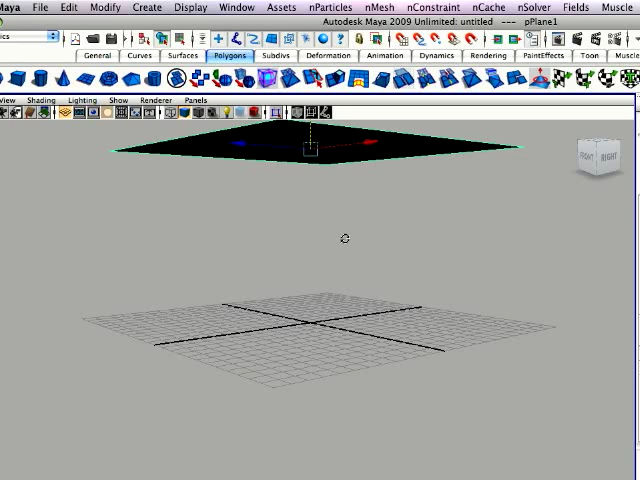 Maya File Edit Modify Create Display Window Assets nParticles nMesh nConstraint nCache nSolver Fields Muscle
Autodesk Maya 2009 Unlimited: untitled --- pPlane1
ics
General Curves Surfaces Polygons Subdivs Deformation Animation Dynamics Rendering PaintEffects Toon Muscle
View Shading Lighting Show Renderer Panels
FRONT RIGHT